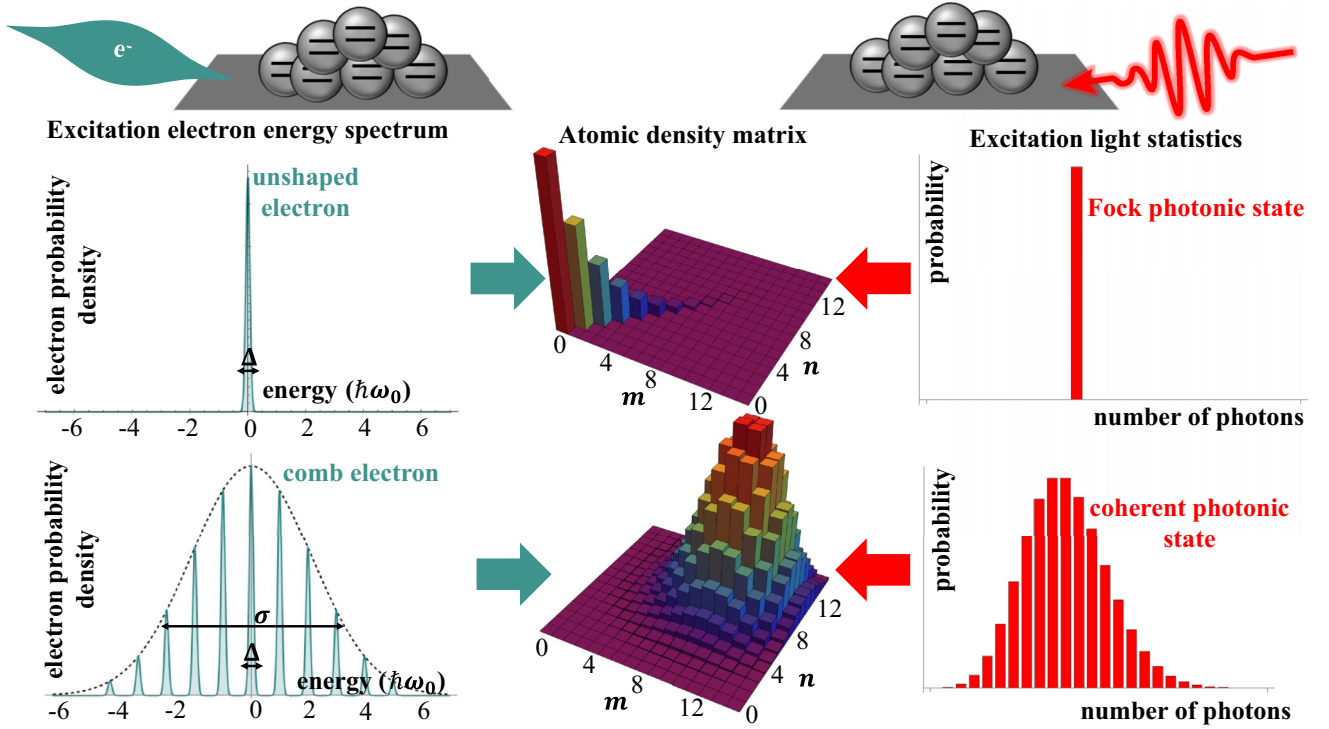 e-
Excitation electron energy spectrum
Atomic density matrix
Excitation light statistics
electron probability
density
unshaped
electron
Δ
energy (ℏω₀)
-6 -4 -2 0 2 4 6
0 4 8 12
m
0 4 8 12
n
probability
Fock photonic state
number of photons
electron probability
density
comb electron
σ
Δ
energy (ℏω₀)
-6 -4 -2 0 2 4 6
0 4 8 12
m
0 4 8 12
n
probability
coherent photonic
state
number of photons